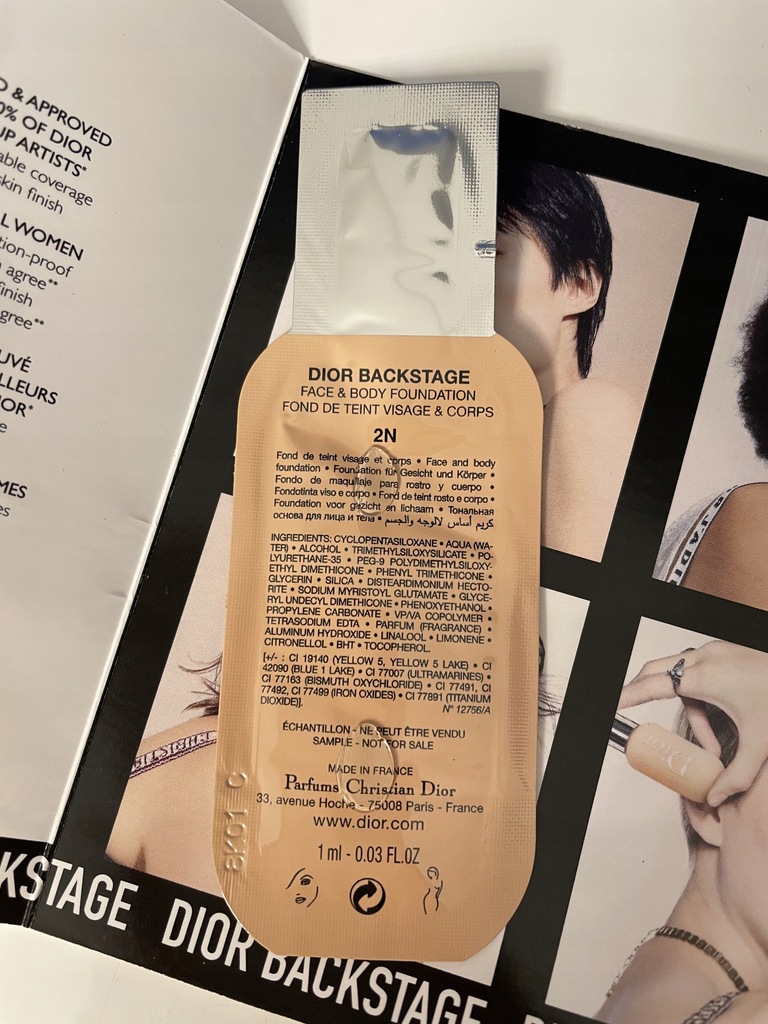 & APPROVED
0% OF DIOR
UP ARTISTS*
able coverage
skin finish
L WOMEN
tion-proof
agree**
finish
gree**
UVÉ
LLEURS
IOR*
e
MES
es
DIOR BACKSTAGE
FACE & BODY FOUNDATION
FOND DE TEINT VISAGE & CORPS
2N
Fond de teint visage et corps • Face and body
foundation • Foundation für Gesicht und Körper •
Fondo de maquillaje para rostro y cuerpo •
Fondotinta viso e corpo • Fond de teint rosto e corpo •
Foundation voor gezicht en lichaam • Тональная
основа для лица и тела • كريم أساس للوجه والجسم
INGREDIENTS: CYCLOPENTASILOXANE • AQUA (WA-
TER) • ALCOHOL • TRIMETHYLSILOXYSILICATE • PO-
LYURETHANE-35 • PEG-9 POLYDIMETHYLSILOXY-
ETHYL DIMETHICONE • PHENYL TRIMETHICONE •
GLYCERIN • SILICA • DISTEARDIMONIUM HECTO-
RITE • SODIUM MYRISTOYL GLUTAMATE • GLYCE-
RYL UNDECYL DIMETHICONE • PHENOXYETHANOL •
PROPYLENE CARBONATE • VP/VA COPOLYMER •
TETRASODIUM EDTA • PARFUM (FRAGRANCE) •
ALUMINUM HYDROXIDE • LINALOOL • LIMONENE •
CITRONELLOL • BHT • TOCOPHEROL.
[+/- : CI 19140 (YELLOW 5, YELLOW 5 LAKE) • CI
42090 (BLUE 1 LAKE) • CI 77007 (ULTRAMARINES) •
CI 77163 (BISMUTH OXYCHLORIDE) • CI 77491, CI
77492, CI 77499 (IRON OXIDES) • CI 77891 (TITANIUM
DIOXIDE)].
N° 12756/A
ÉCHANTILLON - NE PEUT ÊTRE VENDU
SAMPLE - NOT FOR SALE
MADE IN FRANCE
Parfums Christian Dior
33, avenue Hoche - 75008 Paris - France
www.dior.com
1 ml - 0.03 FL.OZ
8K01 C
Dior
KSTAGE DIOR BACKSTAGE